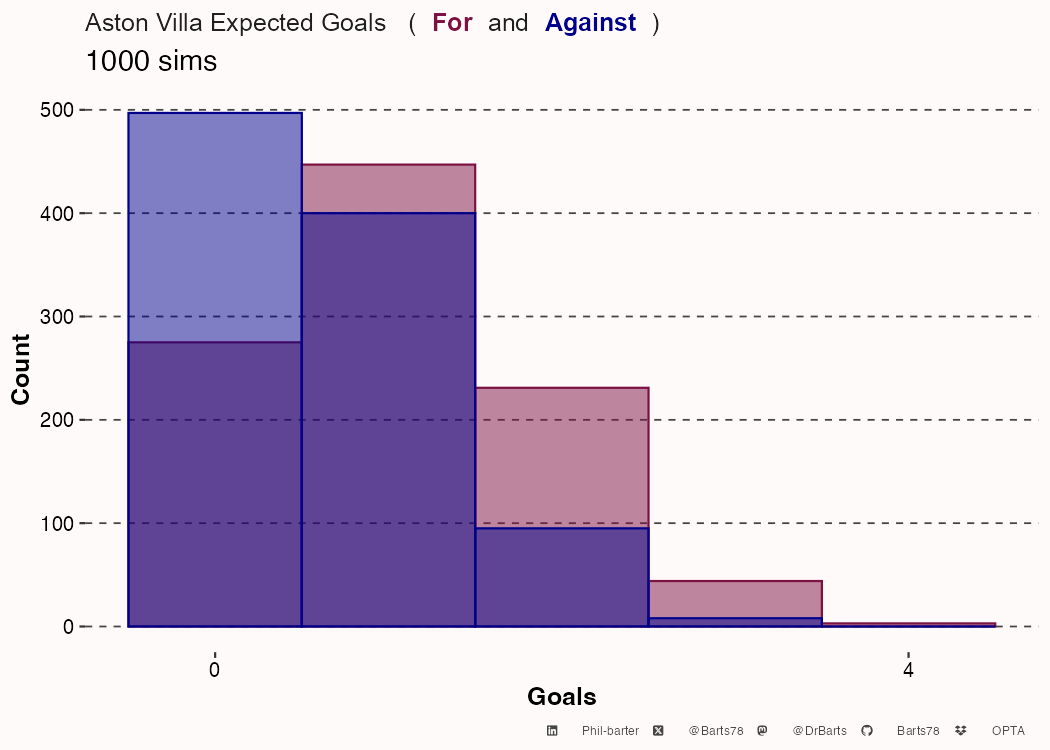 Aston Villa Expected Goals ( For and Against )
1000 sims
500
400
300
200
100
0
Count
0 4
Goals
Phil-barter @Barts78 @DrBarts Barts78 OPTA